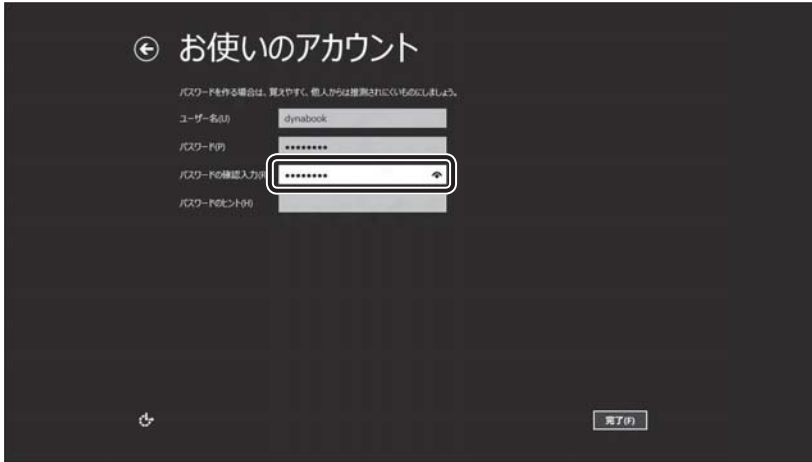 お使いのアカウント
パスワードを作る場合は、覚えやすく、他人からは推測されにくいものにしましょう。
ユーザー名(U)
dynabook
パスワード(P)
••••••••
パスワードの確認入力(R
••••••••
パスワードのヒント(H)
完了(F)